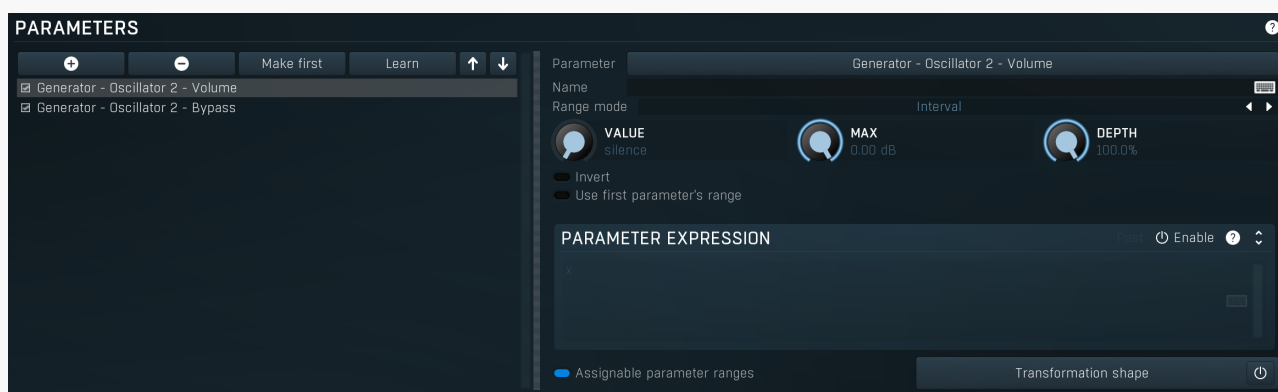 PARAMETERS
?
Make first Learn
Generator - Oscillator 2 - Volume
Generator - Oscillator 2 - Bypass
Parameter Generator - Oscillator 2 - Volume
Name
Range mode Interval
VALUE
silence
MAX
0.00 dB
DEPTH
100.0%
Invert
Use first parameter's range
PARAMETER EXPRESSION Post Enable ?
x
Assignable parameter ranges
Transformation shape